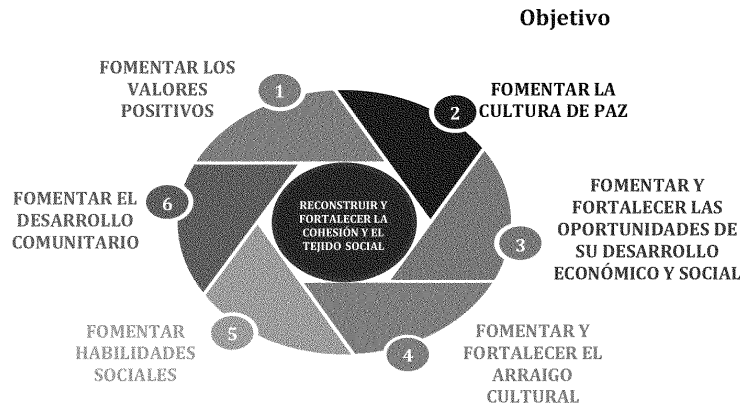 Objetivo
FOMENTAR LOS
VALORES
POSITIVOS
1
2
FOMENTAR LA
CULTURA DE PAZ
3
FOMENTAR Y
FORTALECER LAS
OPORTUNIDADES DE
SU DESARROLLO
ECONÓMICO Y SOCIAL
4
FOMENTAR Y
FORTALECER EL
ARRAIGO
CULTURAL
5
FOMENTAR
HABILIDADES
SOCIALES
6
FOMENTAR EL
DESARROLLO
COMUNITARIO
RECONSTRUIR Y
FORTALECER LA
COHESIÓN Y EL
TEJIDO SOCIAL